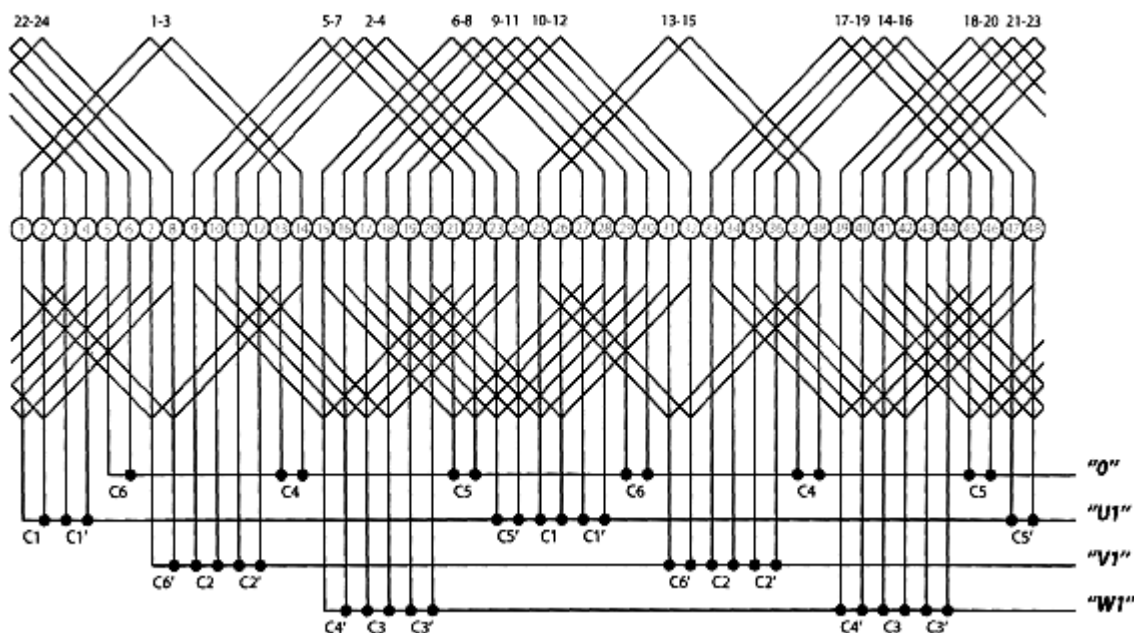 22-24 1-3 5-7 2-4 6-8 9-11 10-12 13-15 17-19 14-16 18-20 21-23
1 2 3 4 5 6 7 8 9 10 11 12 13 14 15 16 17 18 19 20 21 22 23 24 25 26 27 28 29 30 31 32 33 34 35 36 37 38 39 40 41 42 43 44 45 46 47 48
C6 C4 C5 C6 C4 C5 "0"
C1 C1' C5' C1 C1' C5' "U1"
C6' C2 C2' C6' C2 C2' "V1"
C4' C3 C3' C4' C3 C3' "W1"